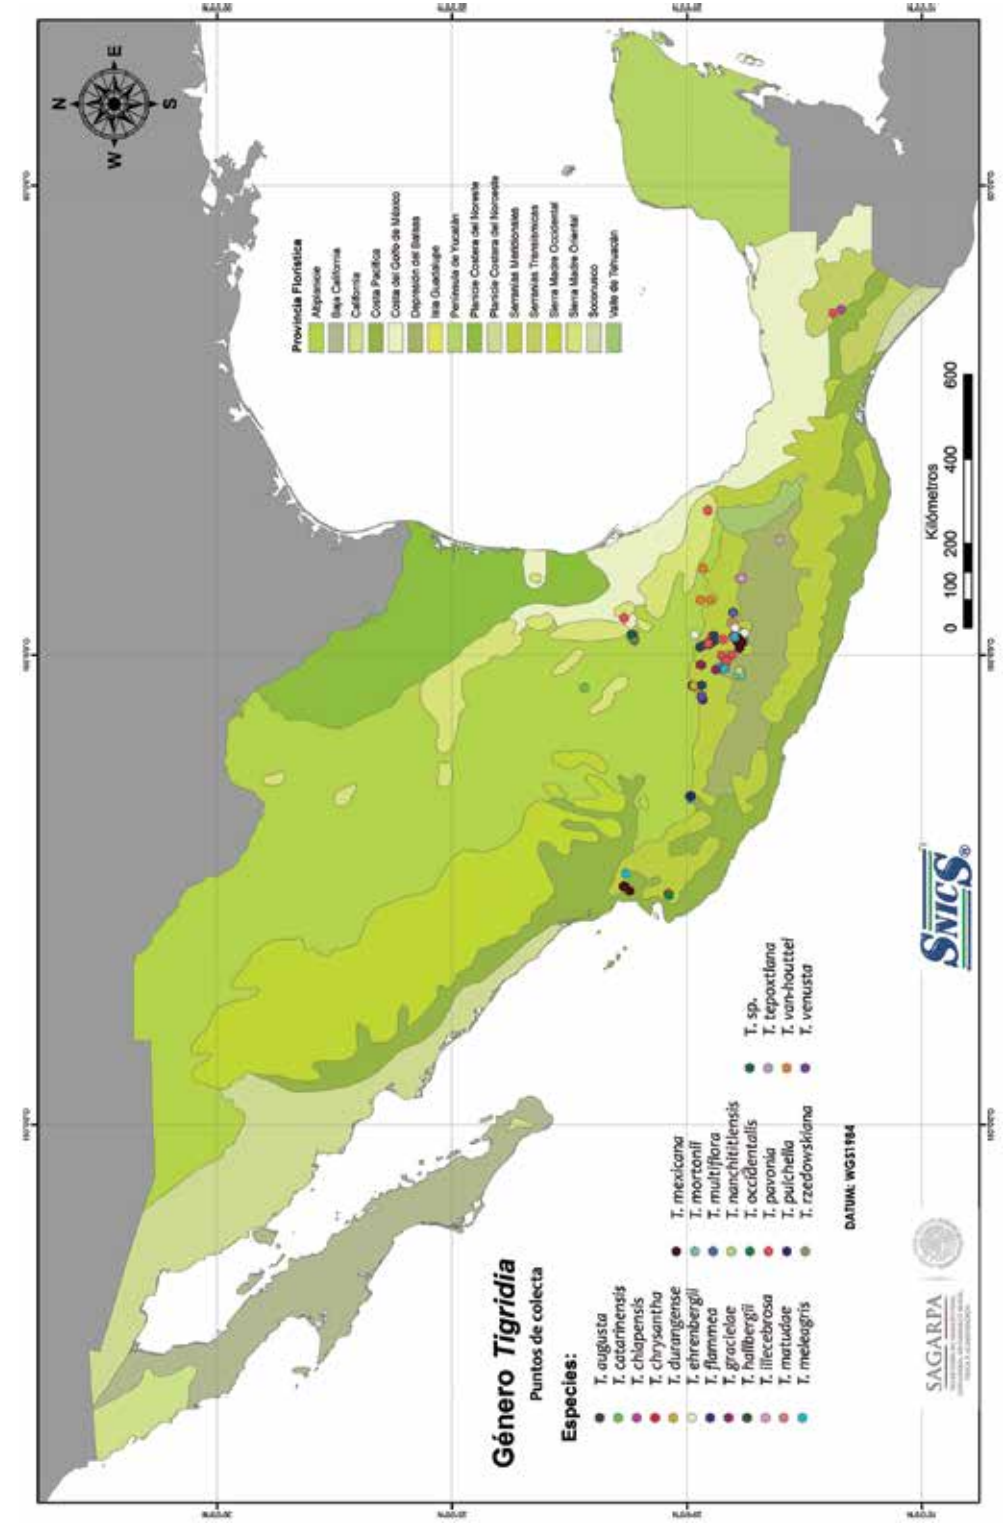 N
W
E
S
Provincia Florística
Altiplanicie
Baja California
California
Costa Pacífica
Costa del Golfo de México
Depresión del Balsas
Isla Guadalupe
Península de Yucatán
Planicie Costera del Noreste
Planicie Costera del Noroeste
Serranías Meridionales
Serranías Transístmicas
Sierra Madre Occidental
Sierra Madre Oriental
Soconusco
Valle de Tehuacán
Género Tigridia
Puntos de colecta
Especies:
T. augusta
T. catarinensis
T. chiapensis
T. chrysantha
T. durangense
T. ehrenbergii
T. flammea
T. gracielae
T. hallbergii
T. illecebrosa
T. matudae
T. meleagris
T. mexicana
T. mortonii
T. multiflora
T. nanchititlensis
T. occidentalis
T. pavonia
T. pulchella
T. rzedowskiana
T. sp.
T. tepoxtlana
T. van-houttei
T. venusta
DATUM: WGS1984
Kilómetros
0 100 200 400 600
SAGARPA
SNICS®